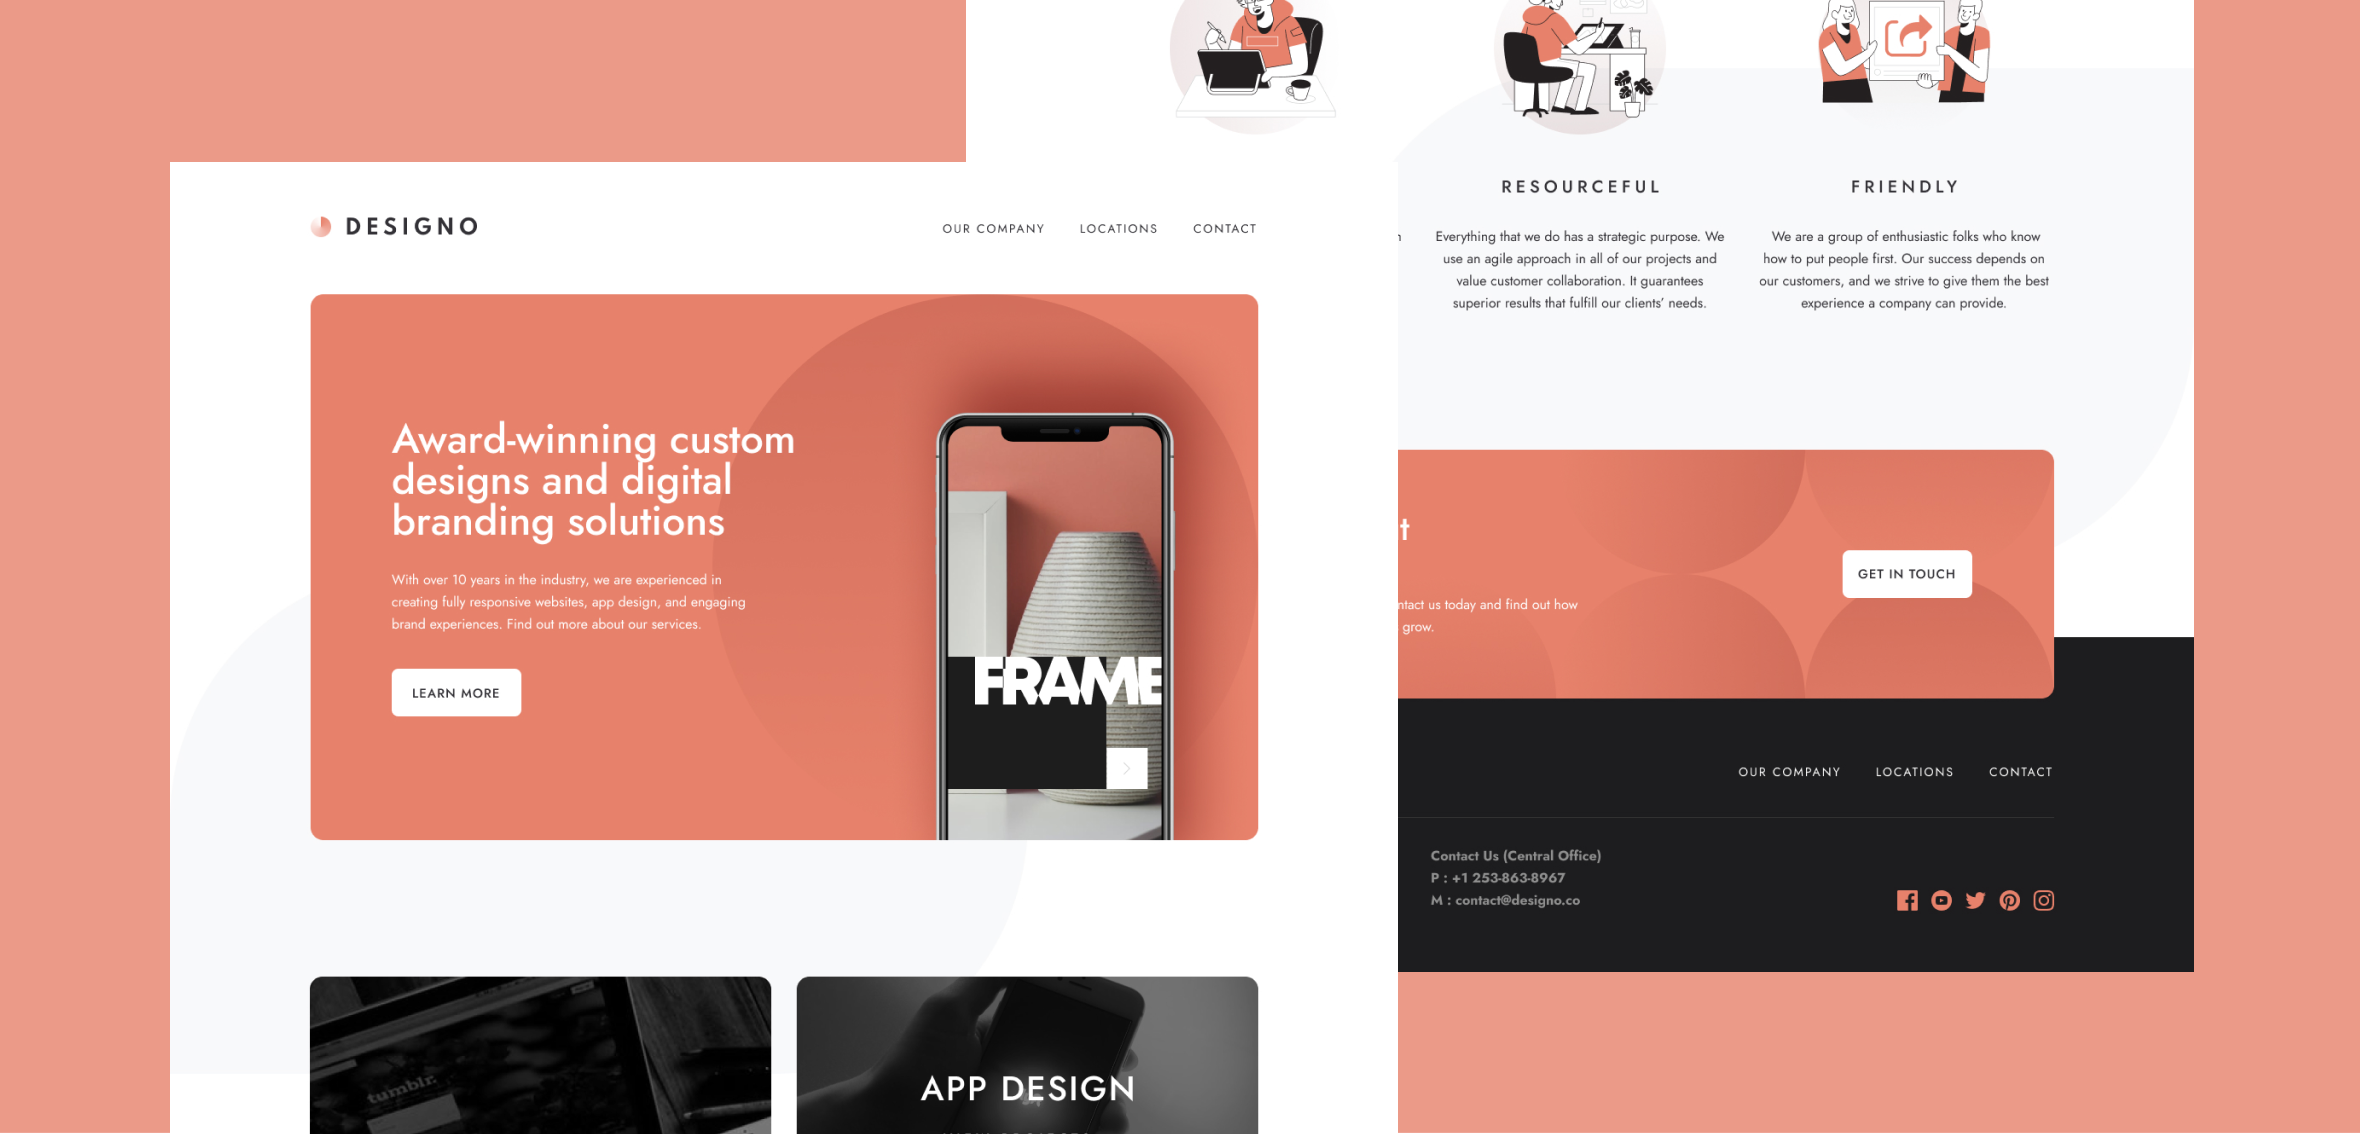 DESIGNO
OUR COMPANY LOCATIONS CONTACT
Award-winning custom
designs and digital
branding solutions
With over 10 years in the industry, we are experienced in
creating fully responsive websites, app design, and engaging
brand experiences. Find out more about our services.
LEARN MORE
FRAME
tumblr.
APP DESIGN
RESOURCEFUL
Everything that we do has a strategic purpose. We
use an agile approach in all of our projects and
value customer collaboration. It guarantees
superior results that fulfill our clients’ needs.
FRIENDLY
We are a group of enthusiastic folks who know
how to put people first. Our success depends on
our customers, and we strive to give them the best
experience a company can provide.
t
ntact us today and find out how
grow.
GET IN TOUCH
OUR COMPANY LOCATIONS CONTACT
Contact Us (Central Office)
P : +1 253-863-8967
M : contact@designo.co